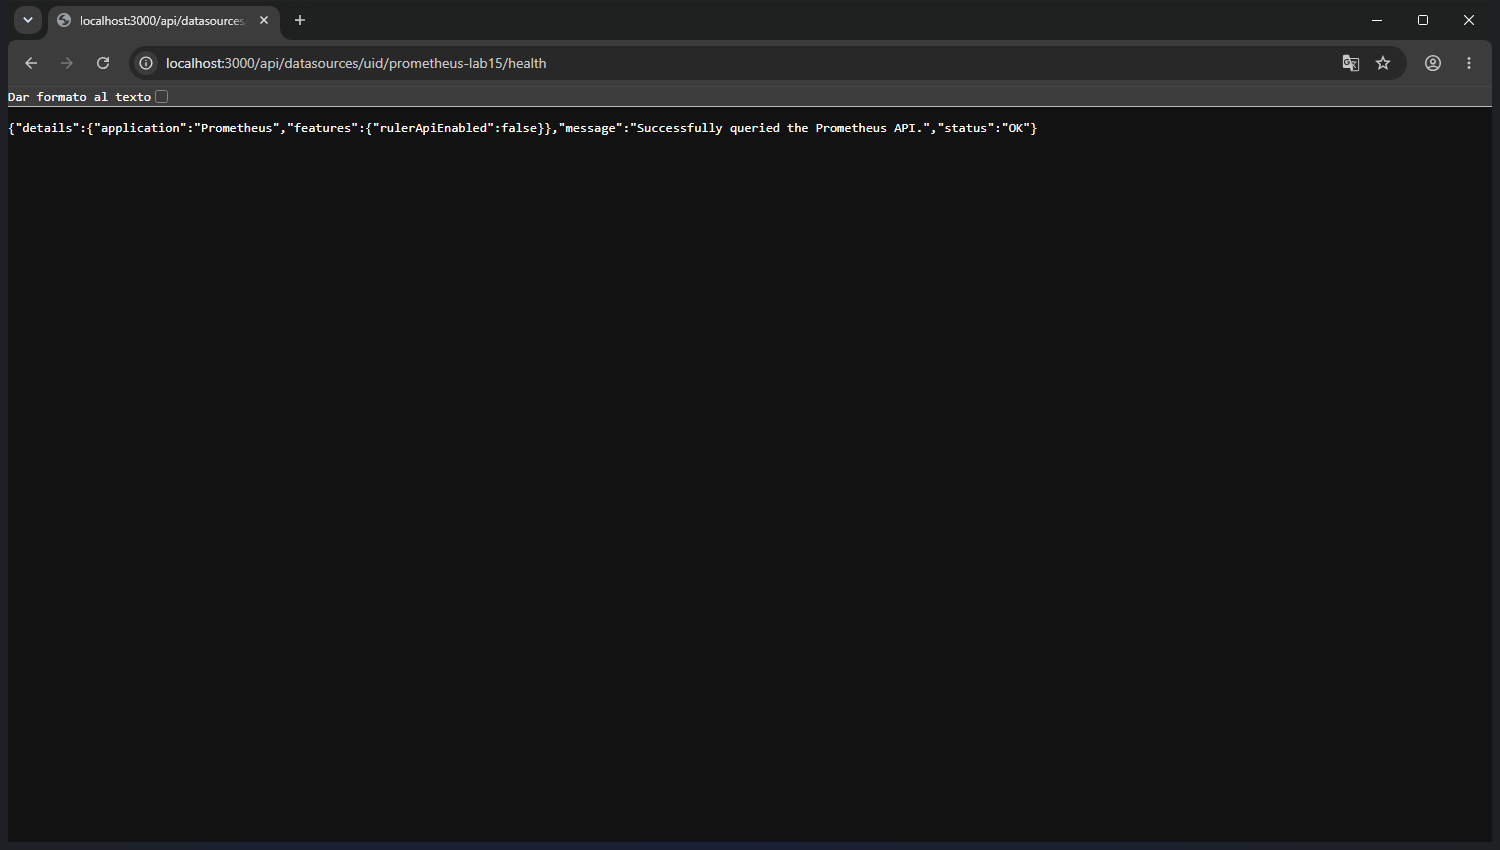 localhost:3000/api/datasources
localhost:3000/api/datasources/uid/prometheus-lab15/health
Dar formato al texto
{"details":{"application":"Prometheus","features":{"rulerApiEnabled":false}},"message":"Successfully queried the Prometheus API.","status":"OK"}